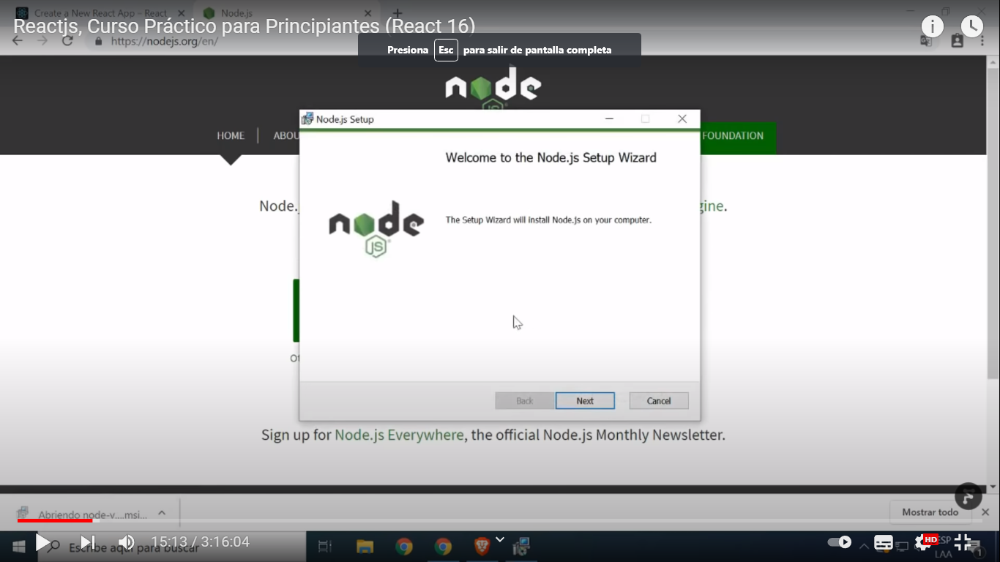 Create a New React App – React
Node.js
Reactjs, Curso Práctico para Principiantes (React 16)
https://nodejs.org/en/
Presiona Esc para salir de pantalla completa
node
JS
Node.js Setup
HOME
ABOU
FOUNDATION
Welcome to the Node.js Setup Wizard
Node.
gine.
node
JS
The Setup Wizard will install Node.js on your computer.
Ot
Back
Next
Cancel
Sign up for Node.js Everywhere, the official Node.js Monthly Newsletter.
Abriendo node-v....msi...
Mostrar todo
Escribe aquí para buscar
15:13 / 3:16:04
HD
ESP
LAA
1